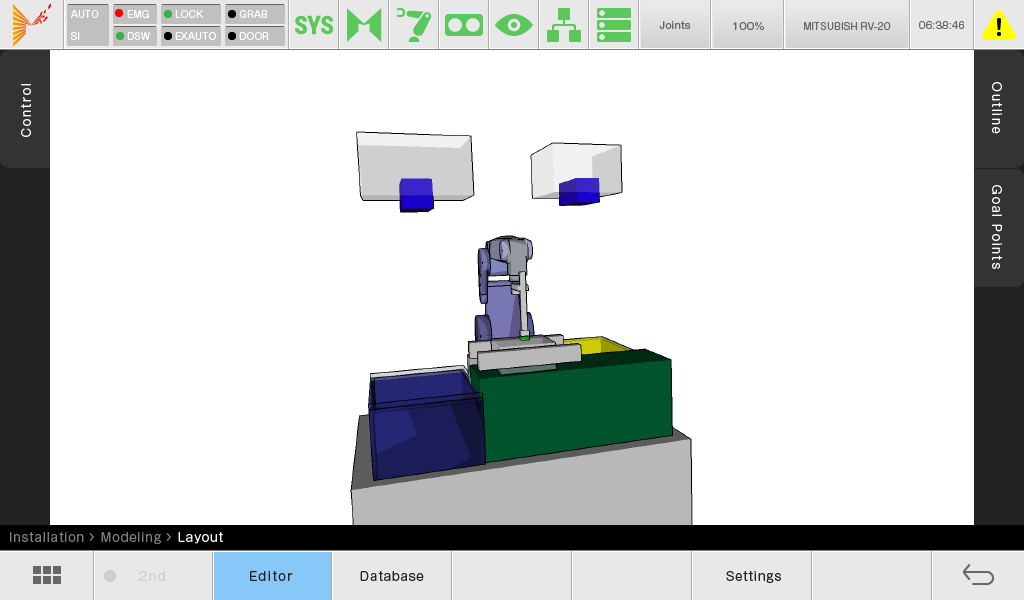 AUTO
SI
EMG
DSW
LOCK
EXAUTO
GRAB
DOOR
SYS
Joints
100%
MITSUBISH RV-20
06:38:46
Control
Outline
Goal Points
Installation > Modeling > Layout
2nd
Editor
Database
Settings